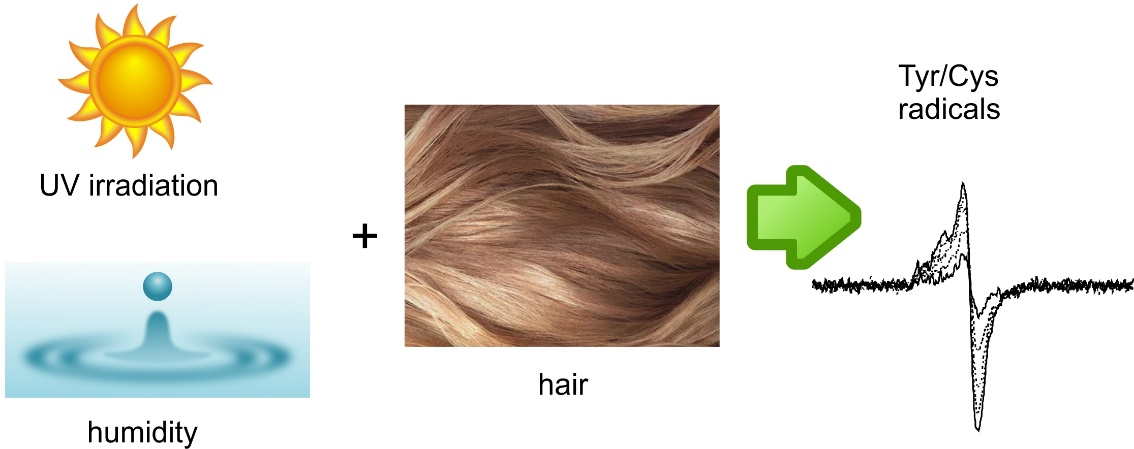 UV irradiation
humidity
+
hair
Tyr/Cys
radicals